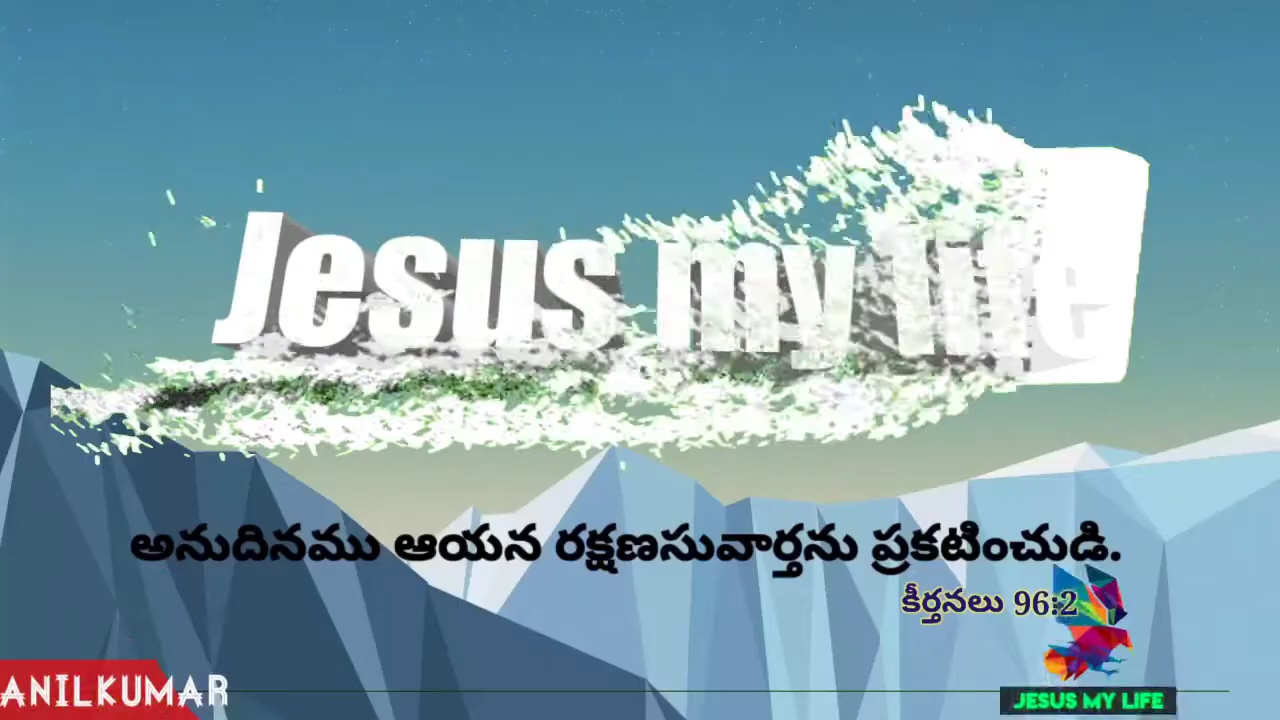 Jesus my life
అనుదినము ఆయన రక్షణసువార్తను ప్రకటించుడి.
కీర్తనలు 96:2
ANILKUMAR
JESUS MY LIFE